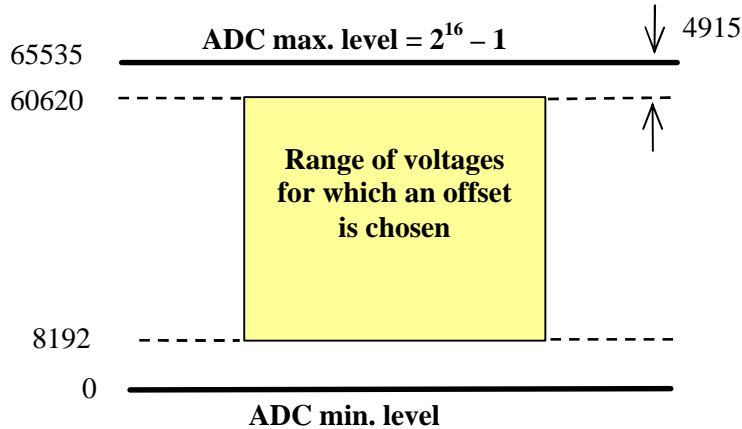 4915
ADC max. level = 2^16 – 1
65535
60620
Range of voltages
for which an offset
is chosen
8192
0
ADC min. level